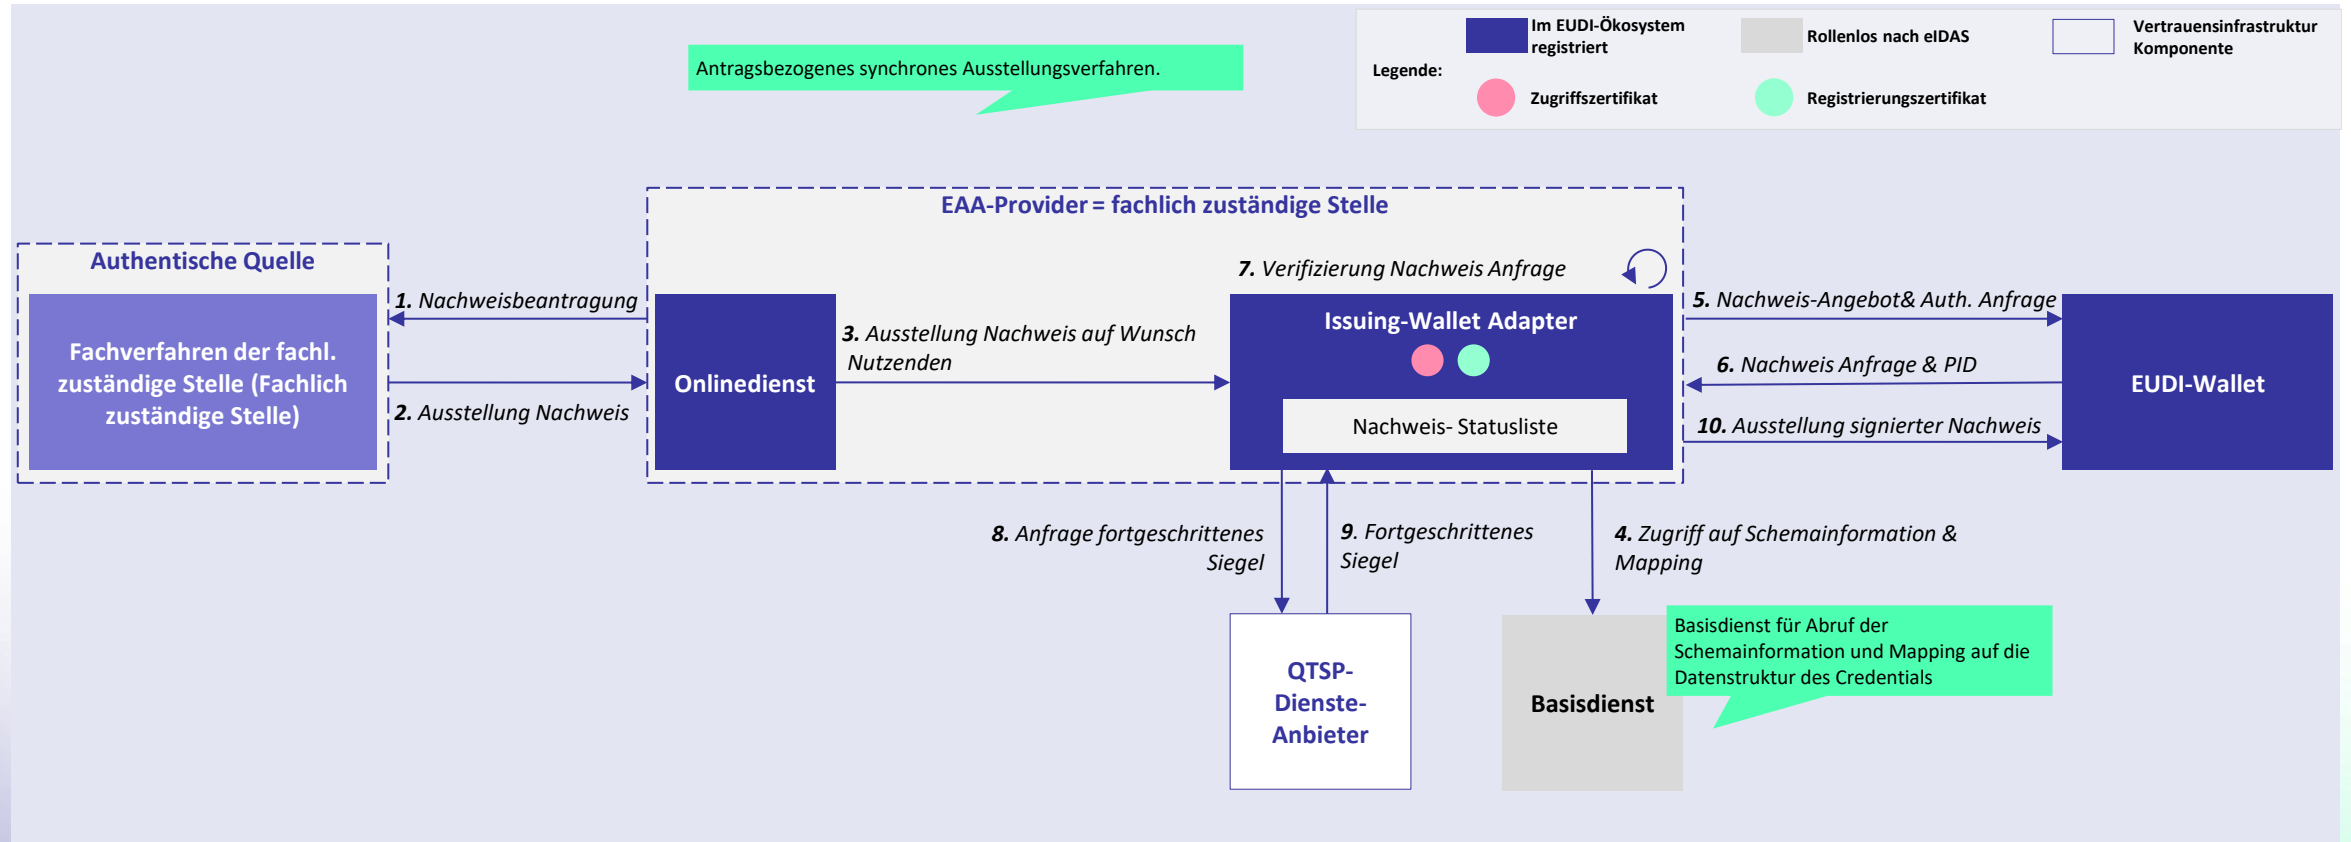 Im EUDI-Ökosystem
registriert
Rollenlos nach eIDAS
Vertrauensinfrastruktur
Komponente
Legende:
Zugriffszertifikat
Registrierungszertifikat
Antragsbezogenes synchrones Ausstellungsverfahren.
EAA-Provider = fachlich zuständige Stelle
Authentische Quelle
Fachverfahren der fachl.
zuständige Stelle (Fachlich
zuständige Stelle)
1. Nachweisbeantragung
2. Ausstellung Nachweis
Onlinedienst
3. Ausstellung Nachweis auf Wunsch
Nutzenden
7. Verifizierung Nachweis Anfrage
Issuing-Wallet Adapter
Nachweis- Statusliste
5. Nachweis-Angebot& Auth. Anfrage
6. Nachweis Anfrage & PID
10. Ausstellung signierter Nachweis
EUDI-Wallet
8. Anfrage fortgeschrittenes
Siegel
9. Fortgeschrittenes
Siegel
4. Zugriff auf Schemainformation &
Mapping
QTSP-
Dienste-
Anbieter
Basisdienst
Basisdienst für Abruf der
Schemainformation und Mapping auf die
Datenstruktur des Credentials